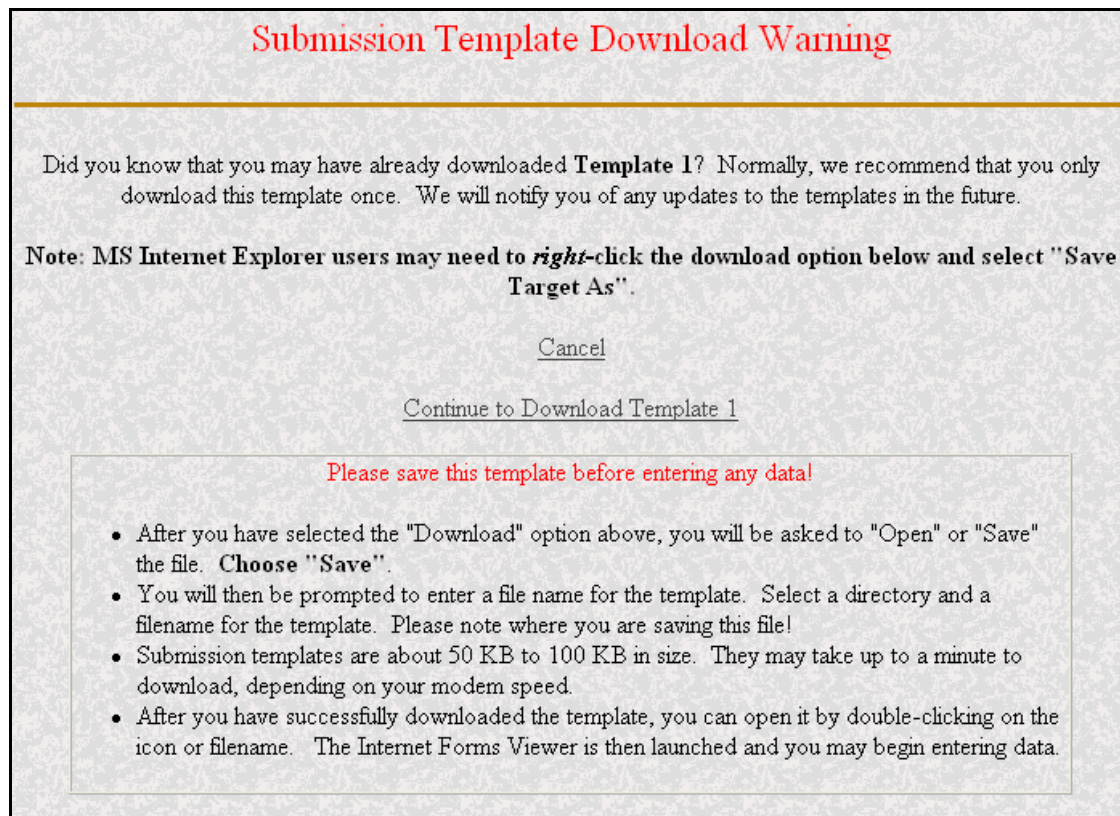 Submission Template Download Warning
Did you know that you may have already downloaded Template 1?  Normally, we recommend that you only
download this template once.  We will notify you of any updates to the templates in the future.
Note: MS Internet Explorer users may need to right-click the download option below and select "Save
Target As".
Cancel
Continue to Download Template 1
Please save this template before entering any data!
• After you have selected the "Download" option above, you will be asked to "Open" or "Save"
the file.  Choose "Save".
• You will then be prompted to enter a file name for the template.  Select a directory and a
filename for the template.  Please note where you are saving this file!
• Submission templates are about 50 KB to 100 KB in size.  They may take up to a minute to
download, depending on your modem speed.
• After you have successfully downloaded the template, you can open it by double-clicking on the
icon or filename.   The Internet Forms Viewer is then launched and you may begin entering data.